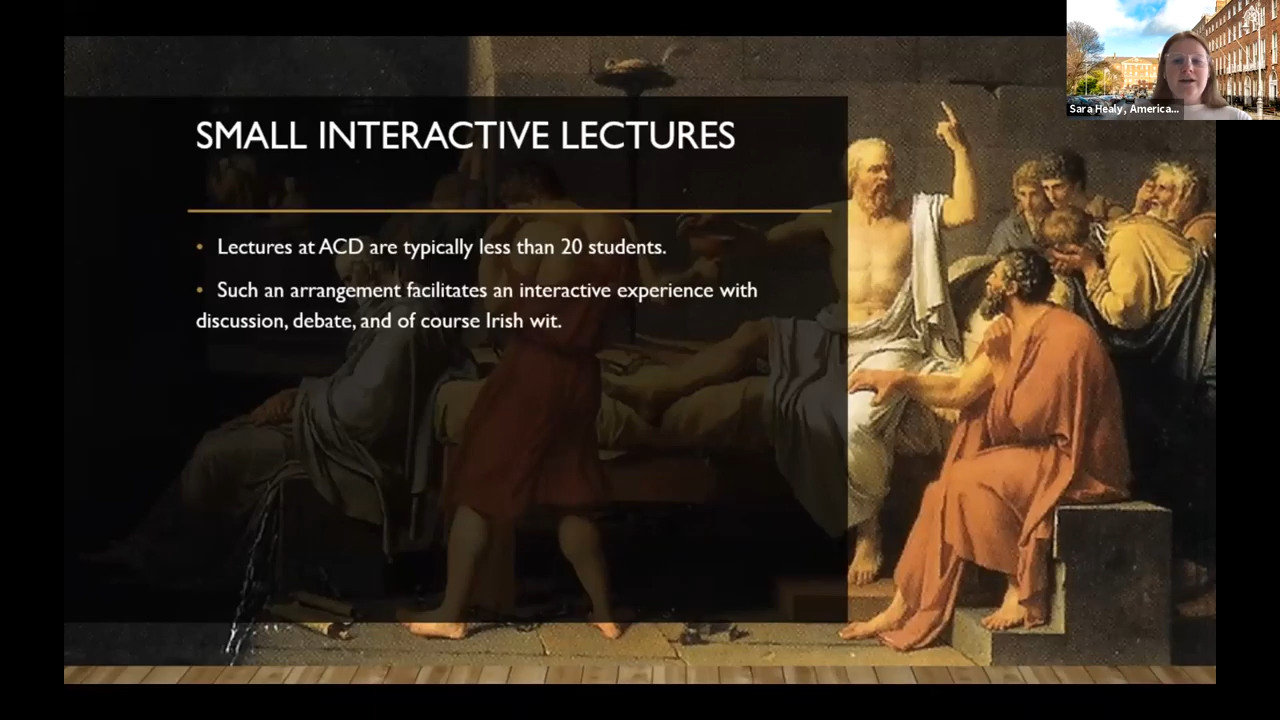 SMALL INTERACTIVE LECTURES
• Lectures at ACD are typically less than 20 students.
• Such an arrangement facilitates an interactive experience with
discussion, debate, and of course Irish wit.
Sara Healy, America...